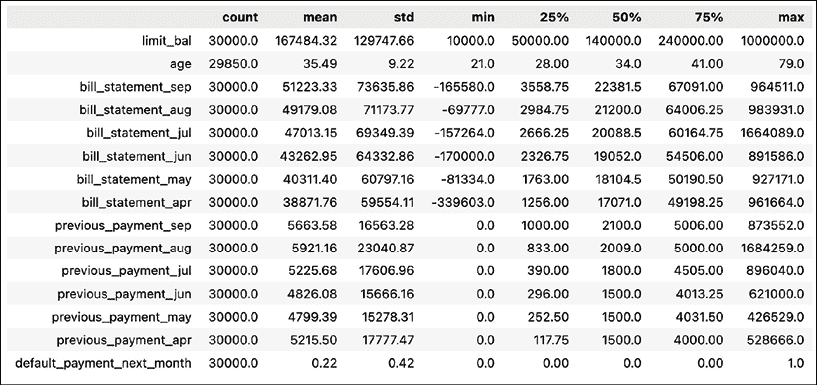 count mean std min 25% 50% 75% max
limit_bal 30000.0 167484.32 129747.66 10000.0 50000.00 140000.0 240000.00 1000000.0
age 29850.0 35.49 9.22 21.0 28.00 34.0 41.00 79.0
bill_statement_sep 30000.0 51223.33 73635.86 -165580.0 3558.75 22381.5 67091.00 964511.0
bill_statement_aug 30000.0 49179.08 71173.77 -69777.0 2984.75 21200.0 64006.25 983931.0
bill_statement_jul 30000.0 47013.15 69349.39 -157264.0 2666.25 20088.5 60164.75 1664089.0
bill_statement_jun 30000.0 43262.95 64332.86 -170000.0 2326.75 19052.0 54506.00 891586.0
bill_statement_may 30000.0 40311.40 60797.16 -81334.0 1763.00 18104.5 50190.50 927171.0
bill_statement_apr 30000.0 38871.76 59554.11 -339603.0 1256.00 17071.0 49198.25 961664.0
previous_payment_sep 30000.0 5663.58 16563.28 0.0 1000.00 2100.0 5006.00 873552.0
previous_payment_aug 30000.0 5921.16 23040.87 0.0 833.00 2009.0 5000.00 1684259.0
previous_payment_jul 30000.0 5225.68 17606.96 0.0 390.00 1800.0 4505.00 896040.0
previous_payment_jun 30000.0 4826.08 15666.16 0.0 296.00 1500.0 4013.25 621000.0
previous_payment_may 30000.0 4799.39 15278.31 0.0 252.50 1500.0 4031.50 426529.0
previous_payment_apr 30000.0 5215.50 17777.47 0.0 117.75 1500.0 4000.00 528666.0
default_payment_next_month 30000.0 0.22 0.42 0.0 0.00 0.0 0.00 1.0